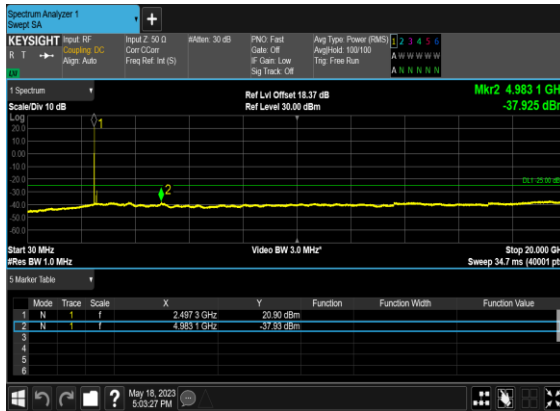 Spectrum Analyzer 1
Swept SA
+
KEYSIGHT Input: RF Input Z: 50 Ω #Atten: 30 dB PNO: Fast Avg Type: Power (RMS) 1 2 3 4 5 6
R T Coupling: DC Corr CCorr Gate: Off Avg|Hold: 100/100 A W W W W W
Align: Auto Freq Ref: Int (S) IF Gain: Low Trig: Free Run
Sig Track: Off A N N N N N
1 Spectrum Ref Lvl Offset 18.37 dB Mkr2 4.983 1 GH
Scale/Div 10 dB Ref Level 30.00 dBm -37.925 dB
Log
20.0
10.0
0.00
-10.0
-20.0
-30.0
-40.0
-50.0
-60.0
1
2
DL1 -25.00 dB
Start 30 MHz Video BW 3.0 MHz* Stop 20.000 GH
#Res BW 1.0 MHz Sweep 34.7 ms (40001 pt
5 Marker Table
Mode Trace Scale X Y Function Function Width Function Value
1 N 1 f 2.497 3 GHz 20.90 dBm
2 N 1 f 4.983 1 GHz -37.93 dBm
3
4
5
6
? May 18, 2023
5:03:27 PM